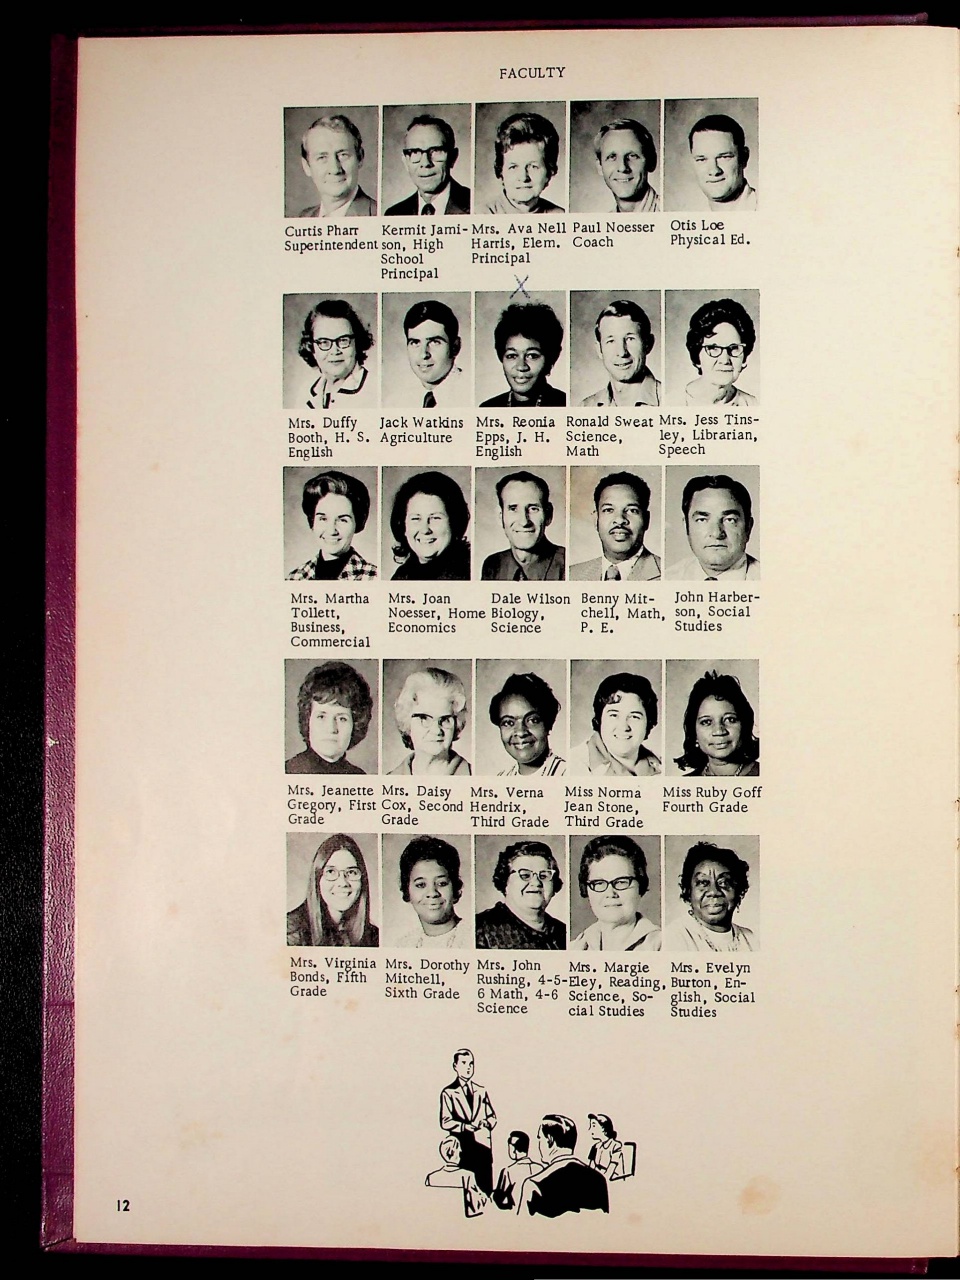 FACULTY
Curtis Pharr
Superintendent
Kermit Jami-
son, High
School
Principal
Mrs. Ava Nell
Harris, Elem.
Principal
Paul Noesser
Coach
Otis Loe
Physical Ed.
X
Mrs. Duffy
Booth, H. S.
English
Jack Watkins
Agriculture
Mrs. Reonia
Epps, J. H.
English
Ronald Sweat
Science,
Math
Mrs. Jess Tins-
ley, Librarian,
Speech
Mrs. Martha
Tollett,
Business,
Commercial
Mrs. Joan
Noesser, Home
Economics
Dale Wilson
Biology,
Science
Benny Mit-
chell, Math,
P. E.
John Harber-
son, Social
Studies
Mrs. Jeanette
Gregory, First
Grade
Mrs. Daisy
Cox, Second
Grade
Mrs. Verna
Hendrix,
Third Grade
Miss Norma
Jean Stone,
Third Grade
Miss Ruby Goff
Fourth Grade
Mrs. Virginia
Bonds, Fifth
Grade
Mrs. Dorothy
Mitchell,
Sixth Grade
Mrs. John
Rushing, 4-5-
6 Math, 4-6
Science
Mrs. Margie
Eley, Reading,
Science, So-
cial Studies
Mrs. Evelyn
Burton, En-
glish, Social
Studies
12